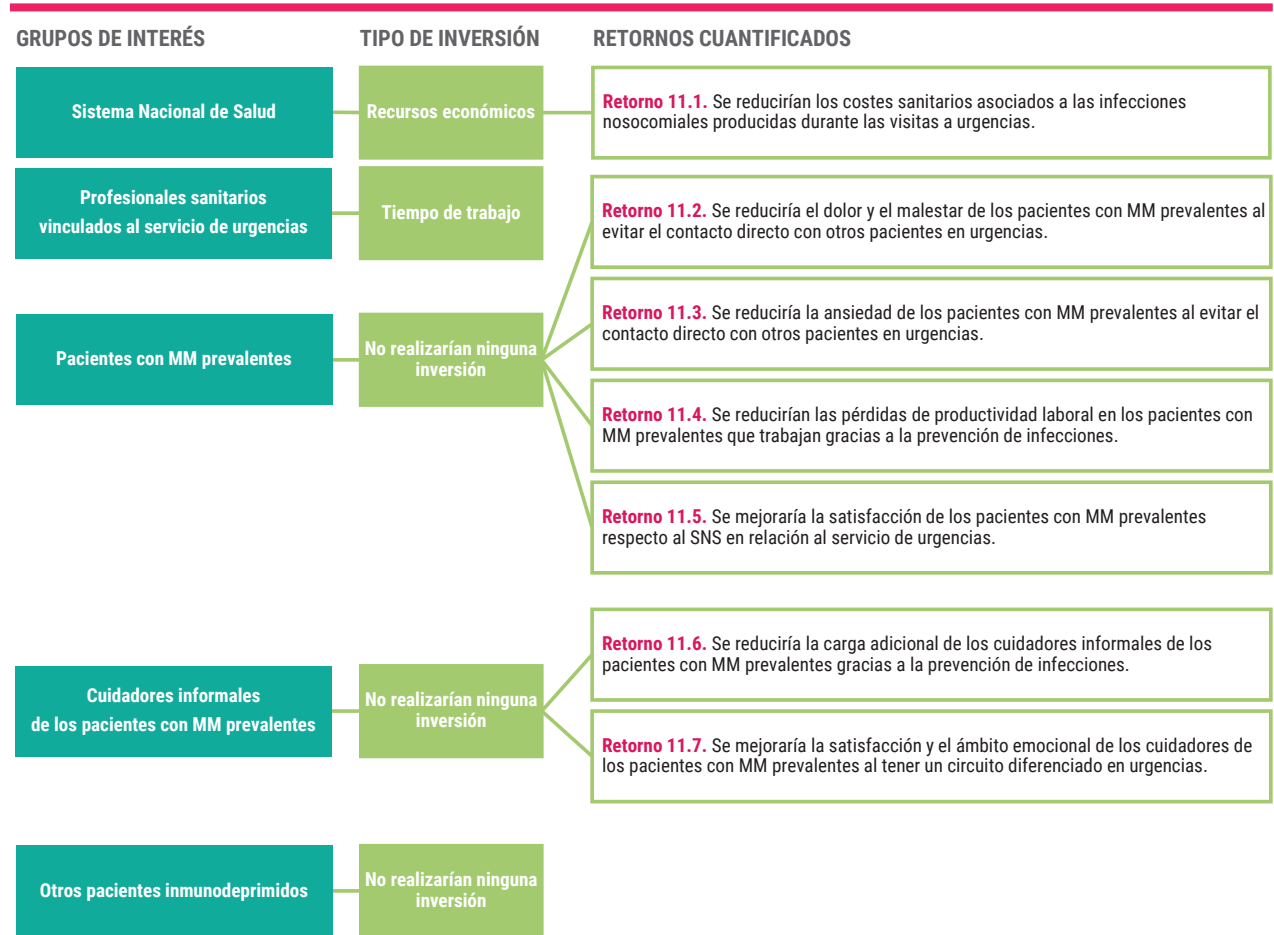 GRUPOS DE INTERÉS
TIPO DE INVERSIÓN
RETORNOS CUANTIFICADOS
Sistema Nacional de Salud
Recursos económicos
Retorno 11.1. Se reducirían los costes sanitarios asociados a las infecciones
nosocomiales producidas durante las visitas a urgencias.
Profesionales sanitarios
vinculados al servicio de urgencias
Tiempo de trabajo
Pacientes con MM prevalentes
No realizarían ninguna
inversión
Retorno 11.2. Se reduciría el dolor y el malestar de los pacientes con MM prevalentes al
evitar el contacto directo con otros pacientes en urgencias.
Retorno 11.3. Se reduciría la ansiedad de los pacientes con MM prevalentes al evitar el
contacto directo con otros pacientes en urgencias.
Retorno 11.4. Se reducirían las pérdidas de productividad laboral en los pacientes con
MM prevalentes que trabajan gracias a la prevención de infecciones.
Retorno 11.5. Se mejoraría la satisfacción de los pacientes con MM prevalentes
respecto al SNS en relación al servicio de urgencias.
Cuidadores informales
de los pacientes con MM prevalentes
No realizarían ninguna
inversión
Retorno 11.6. Se reduciría la carga adicional de los cuidadores informales de los
pacientes con MM prevalentes gracias a la prevención de infecciones.
Retorno 11.7. Se mejoraría la satisfacción y el ámbito emocional de los cuidadores de
los pacientes con MM prevalentes al tener un circuito diferenciado en urgencias.
Otros pacientes inmunodeprimidos
No realizarían ninguna
inversión